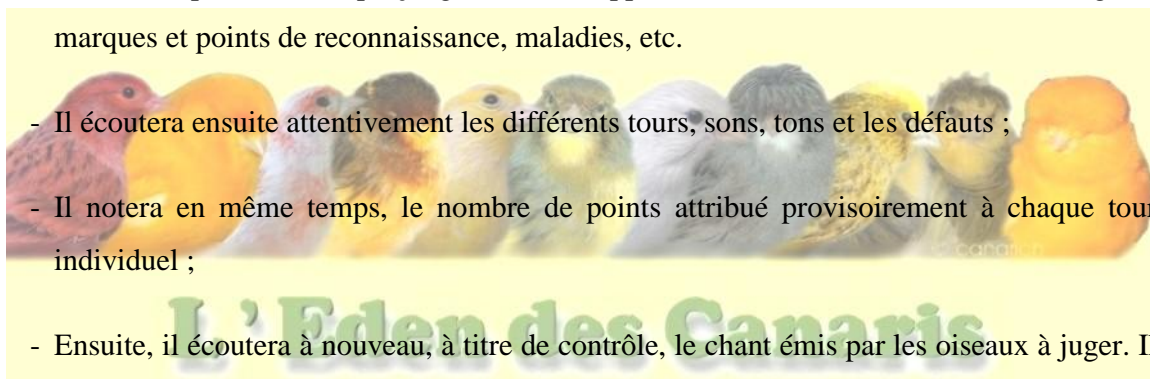 marques et points de reconnaissance, maladies, etc.
- Il écoutera ensuite attentivement les différents tours, sons, tons et les défauts ;
- Il notera en même temps, le nombre de points attribué provisoirement à chaque tour
individuel ;
L ' Eden des Canaris
- Ensuite, il écoutera à nouveau, à titre de contrôle, le chant émis par les oiseaux à juger. Il